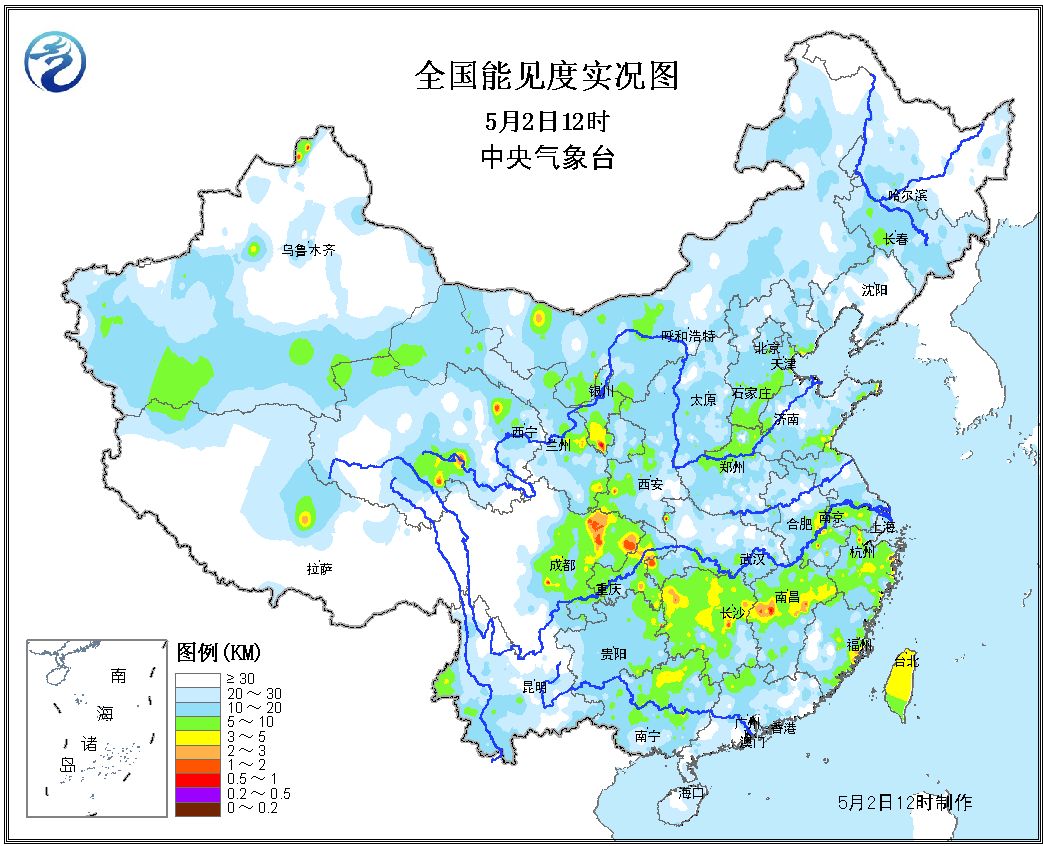 全国能见度实况图
5月2日12时
中央气象台
哈尔滨
长春
乌鲁木齐
沈阳
呼和浩特
北京
天津
银川
太原
石家庄
济南
西宁
兰州
郑州
西安
合肥
南京
上海
成都
武汉
杭州
拉萨
重庆
长沙
南昌
贵阳
福州
台北
昆明
广州
香港
南宁
澳门
海口
南
海
诸
岛
图例(KM)
≥30
20～30
10～20
5～10
3～5
2～3
1～2
0.5～1
0.2～0.5
0～0.2
5月2日12时制作